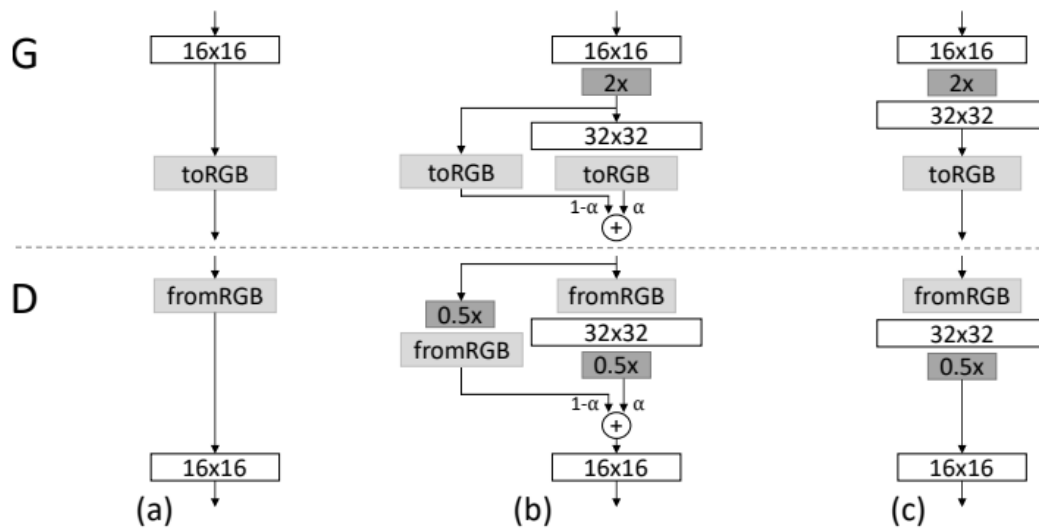 G
16x16
toRGB
16x16
2x
32x32
toRGB
toRGB
1-α
α
+
16x16
2x
32x32
toRGB
D
fromRGB
16x16
(a)
0.5x
fromRGB
fromRGB
32x32
0.5x
1-α
α
+
16x16
(b)
fromRGB
32x32
0.5x
16x16
(c)